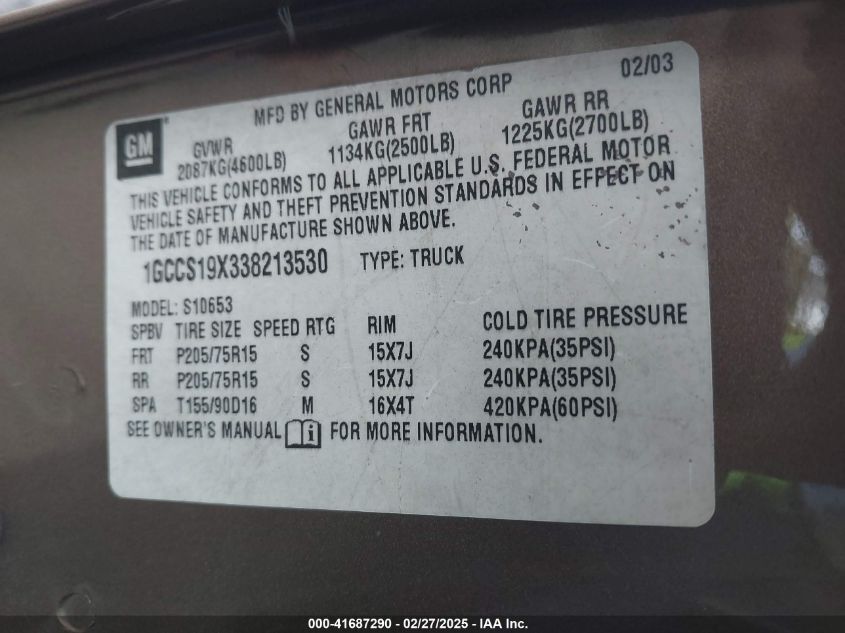 02/03
MFD BY GENERAL MOTORS CORP
GM
GVWR GAWR FRT GAWR RR
2087KG(4600LB) 1134KG(2500LB) 1225KG(2700LB)
THIS VEHICLE CONFORMS TO ALL APPLICABLE U.S. FEDERAL MOTOR
VEHICLE SAFETY AND THEFT PREVENTION STANDARDS IN EFFECT ON
THE DATE OF MANUFACTURE SHOWN ABOVE.
1GCCS19X338213530 TYPE: TRUCK
MODEL: S10653
SPBV TIRE SIZE SPEED RTG RIM COLD TIRE PRESSURE
FRT P205/75R15 S 15X7J 240KPA(35PSI)
RR P205/75R15 S 15X7J 240KPA(35PSI)
SPA T155/90D16 M 16X4T 420KPA(60PSI)
SEE OWNER'S MANUAL i FOR MORE INFORMATION.
000-41687290 - 02/27/2025 - IAA Inc.